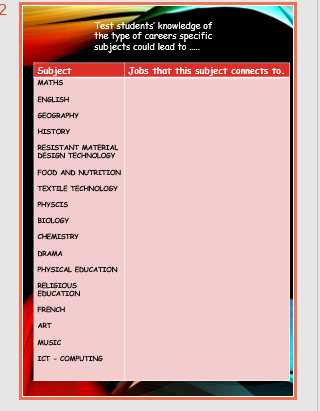 2
Test students' knowledge of
the type of careers specific
subjects could lead to .....
Subject Jobs that this subject connects to.
MATHS
ENGLISH
GEOGRAPHY
HISTORY
RESISTANT MATERIAL
DESIGN TECHNOLOGY
FOOD AND NUTRITION
TEXTILE TECHNOLOGY
PHYSCIS
BIOLOGY
CHEMISTRY
DRAMA
PHYSICAL EDUCATION
RELIGIOUS
EDUCATION
FRENCH
ART
MUSIC
ICT - COMPUTING